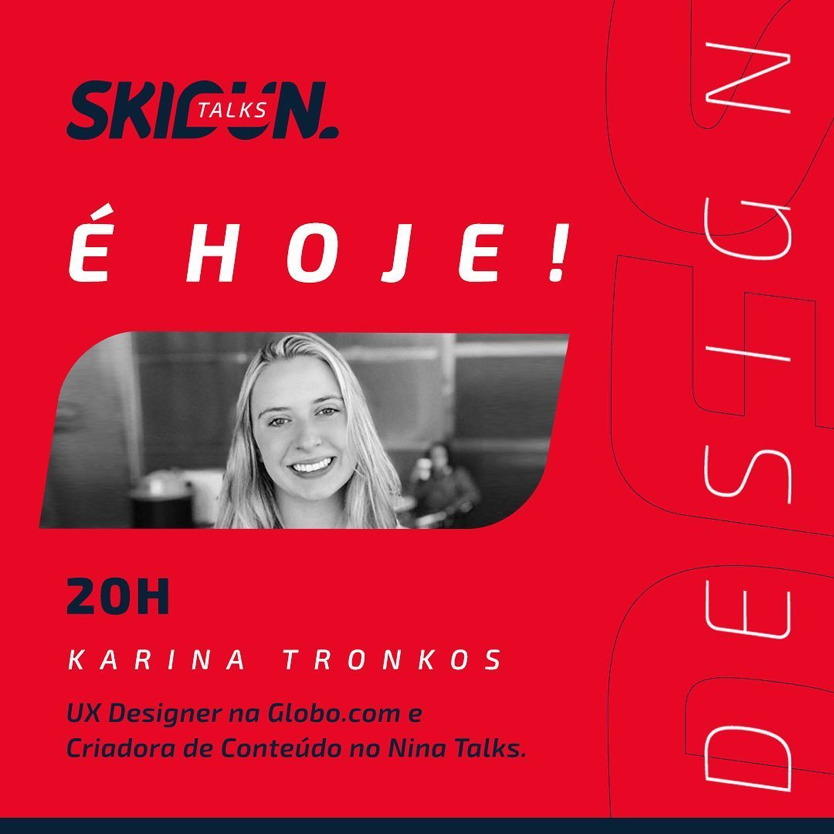 SKIDUN.
TALKS
É HOJE!
20H
KARINA TRONKOS
UX Designer na Globo.com e
Criadora de Conteúdo no Nina Talks.
DESIGN